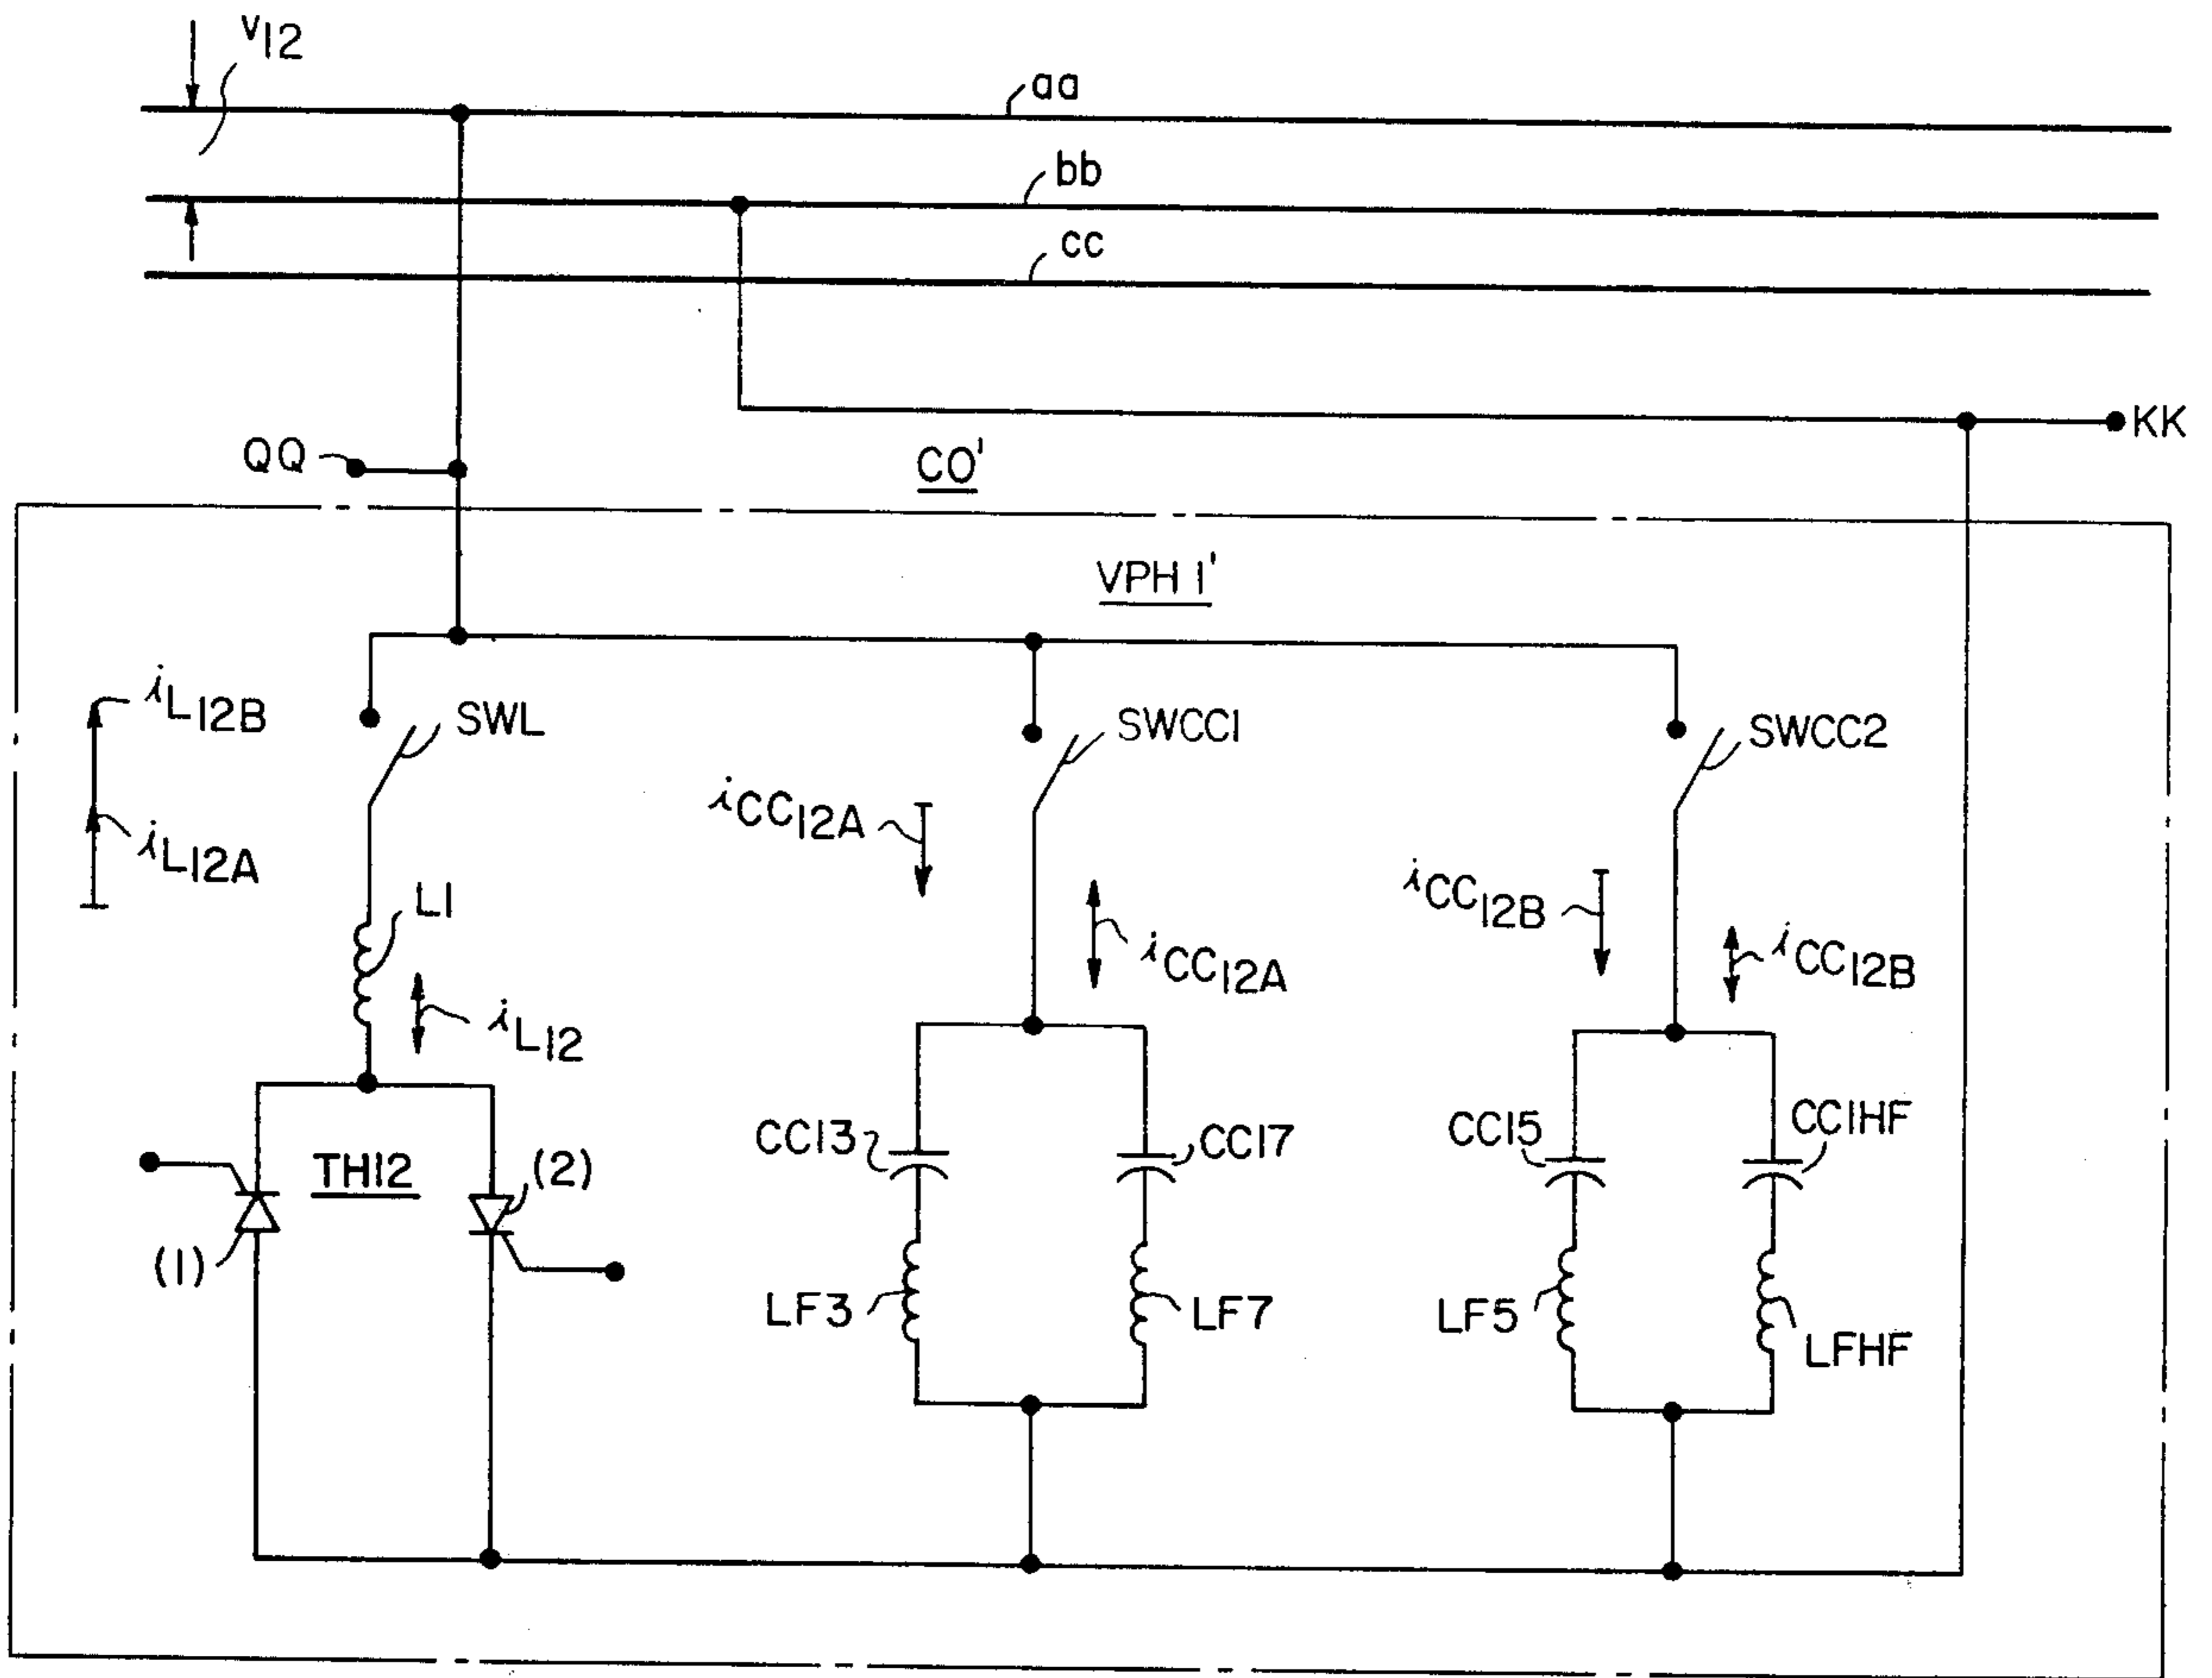 V12
aa
bb
cc
KK
QQ
CO'
VPH 1'
iL12B
SWL
SWCC1
SWCC2
iCC12A
iL12A
iCC12B
L1
iCC12A
iCC12B
iL12
CC13
CC17
CC15
CC1HF
TH12
(2)
(1)
LF3
LF7
LF5
LFHF